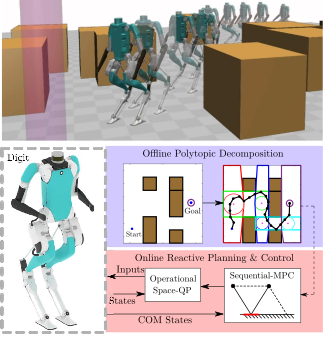 Digit
Offline Polytopic Decomposition
Start
Goal
Online Reactive Planning & Control
Inputs
Operational
Space-QP
Sequential-MPC
States
COM States